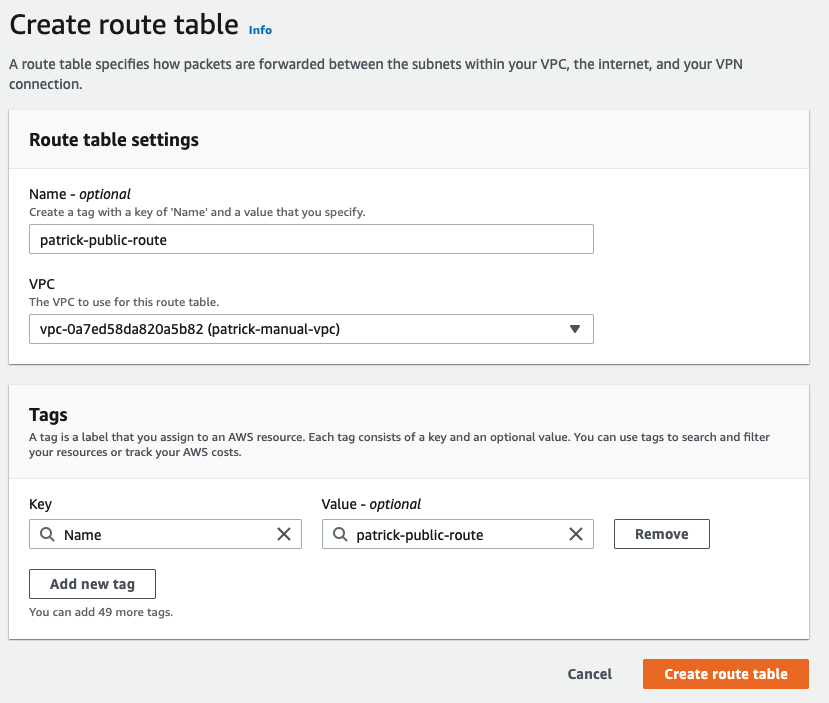 Create route table Info
A route table specifies how packets are forwarded between the subnets within your VPC, the internet, and your VPN
connection.
Route table settings
Name - optional
Create a tag with a key of 'Name' and a value that you specify.
patrick-public-route
VPC
The VPC to use for this route table.
vpc-0a7ed58da820a5b82 (patrick-manual-vpc)
Tags
A tag is a label that you assign to an AWS resource. Each tag consists of a key and an optional value. You can use tags to search and filter
your resources or track your AWS costs.
Key Value - optional
Name patrick-public-route Remove
Add new tag
You can add 49 more tags.
Cancel Create route table